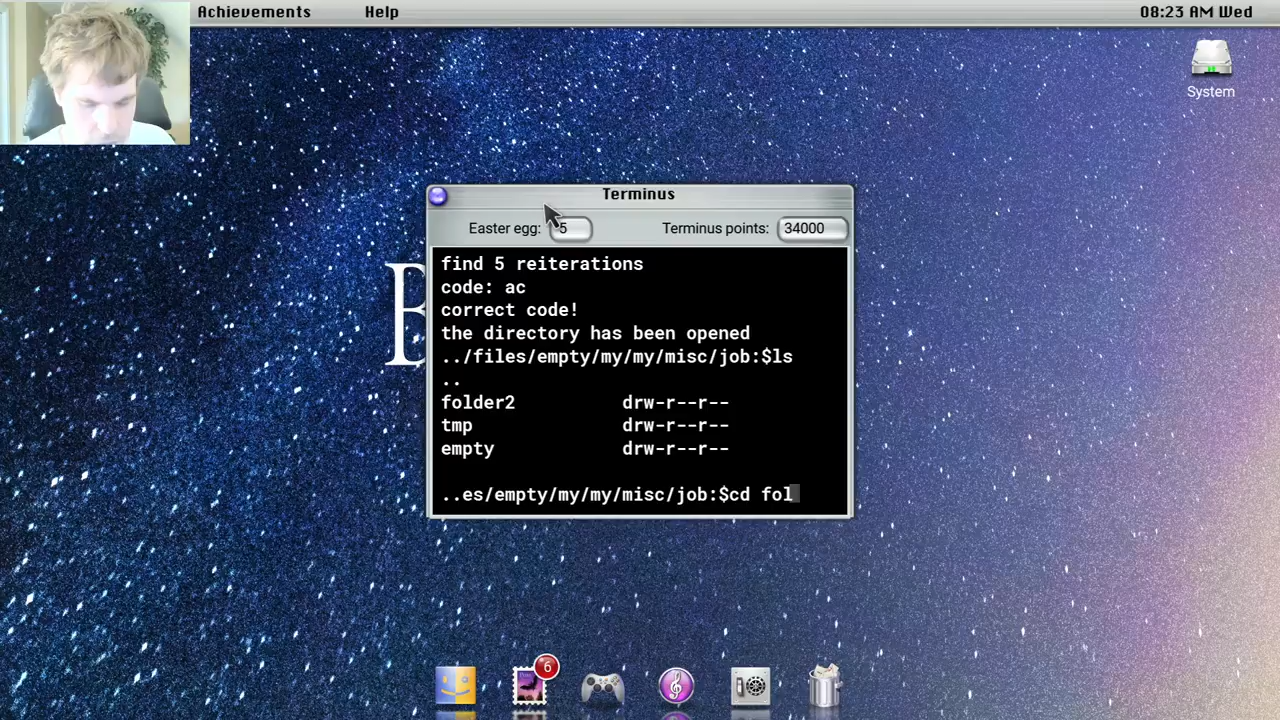 Achievements Help 08:23 AM Wed
System
Terminus
Easter egg: 5 Terminus points: 34000
find 5 reiterations
code: ac
correct code!
the directory has been opened
../files/empty/my/my/misc/job:$ls
..
folder2 drw-r--r--
tmp drw-r--r--
empty drw-r--r--
..es/empty/my/my/misc/job:$cd fol
B
6